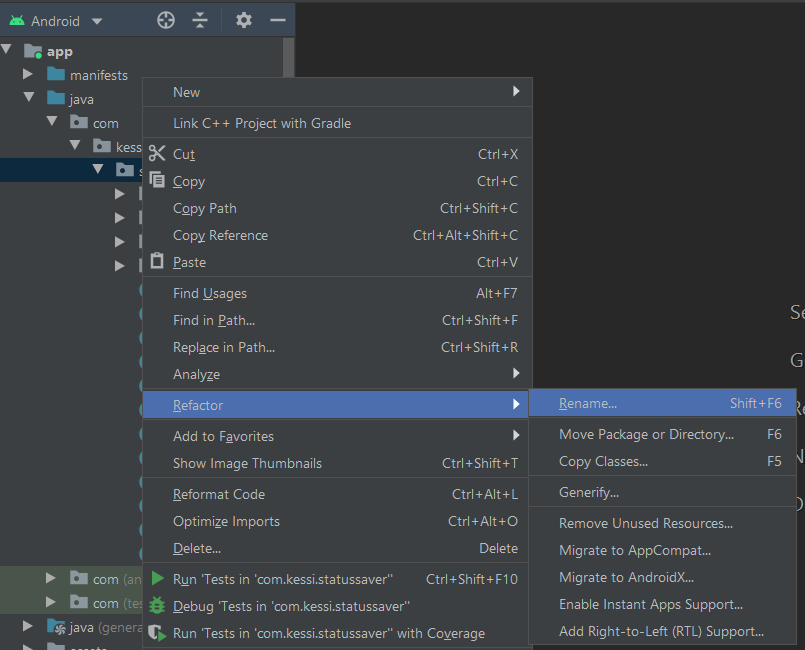 Android
app
manifests
java
com
kess
New
Link C++ Project with Gradle
Cut Ctrl+X
Copy Ctrl+C
Copy Path Ctrl+Shift+C
Copy Reference Ctrl+Alt+Shift+C
Paste Ctrl+V
Find Usages Alt+F7
Find in Path... Ctrl+Shift+F
Replace in Path... Ctrl+Shift+R
Analyze
Refactor
Add to Favorites
Show Image Thumbnails Ctrl+Shift+T
Reformat Code Ctrl+Alt+L
Optimize Imports Ctrl+Alt+O
Delete... Delete
Run 'Tests in 'com.kessi.statussaver'' Ctrl+Shift+F10
Debug 'Tests in 'com.kessi.statussaver''
Run 'Tests in 'com.kessi.statussaver'' with Coverage
Rename... Shift+F6
Move Package or Directory... F6
Copy Classes... F5
Generify...
Remove Unused Resources...
Migrate to AppCompat...
Migrate to AndroidX...
Enable Instant Apps Support...
Add Right-to-Left (RTL) Support...
com (an
com (tes
java (genera
Se
G